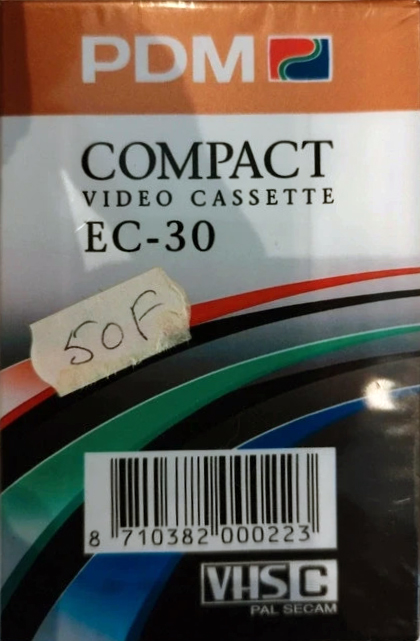 PDM
COMPACT
VIDEO CASSETTE
EC-30
50F
8 710382 000223
VHS C
PAL SECAM